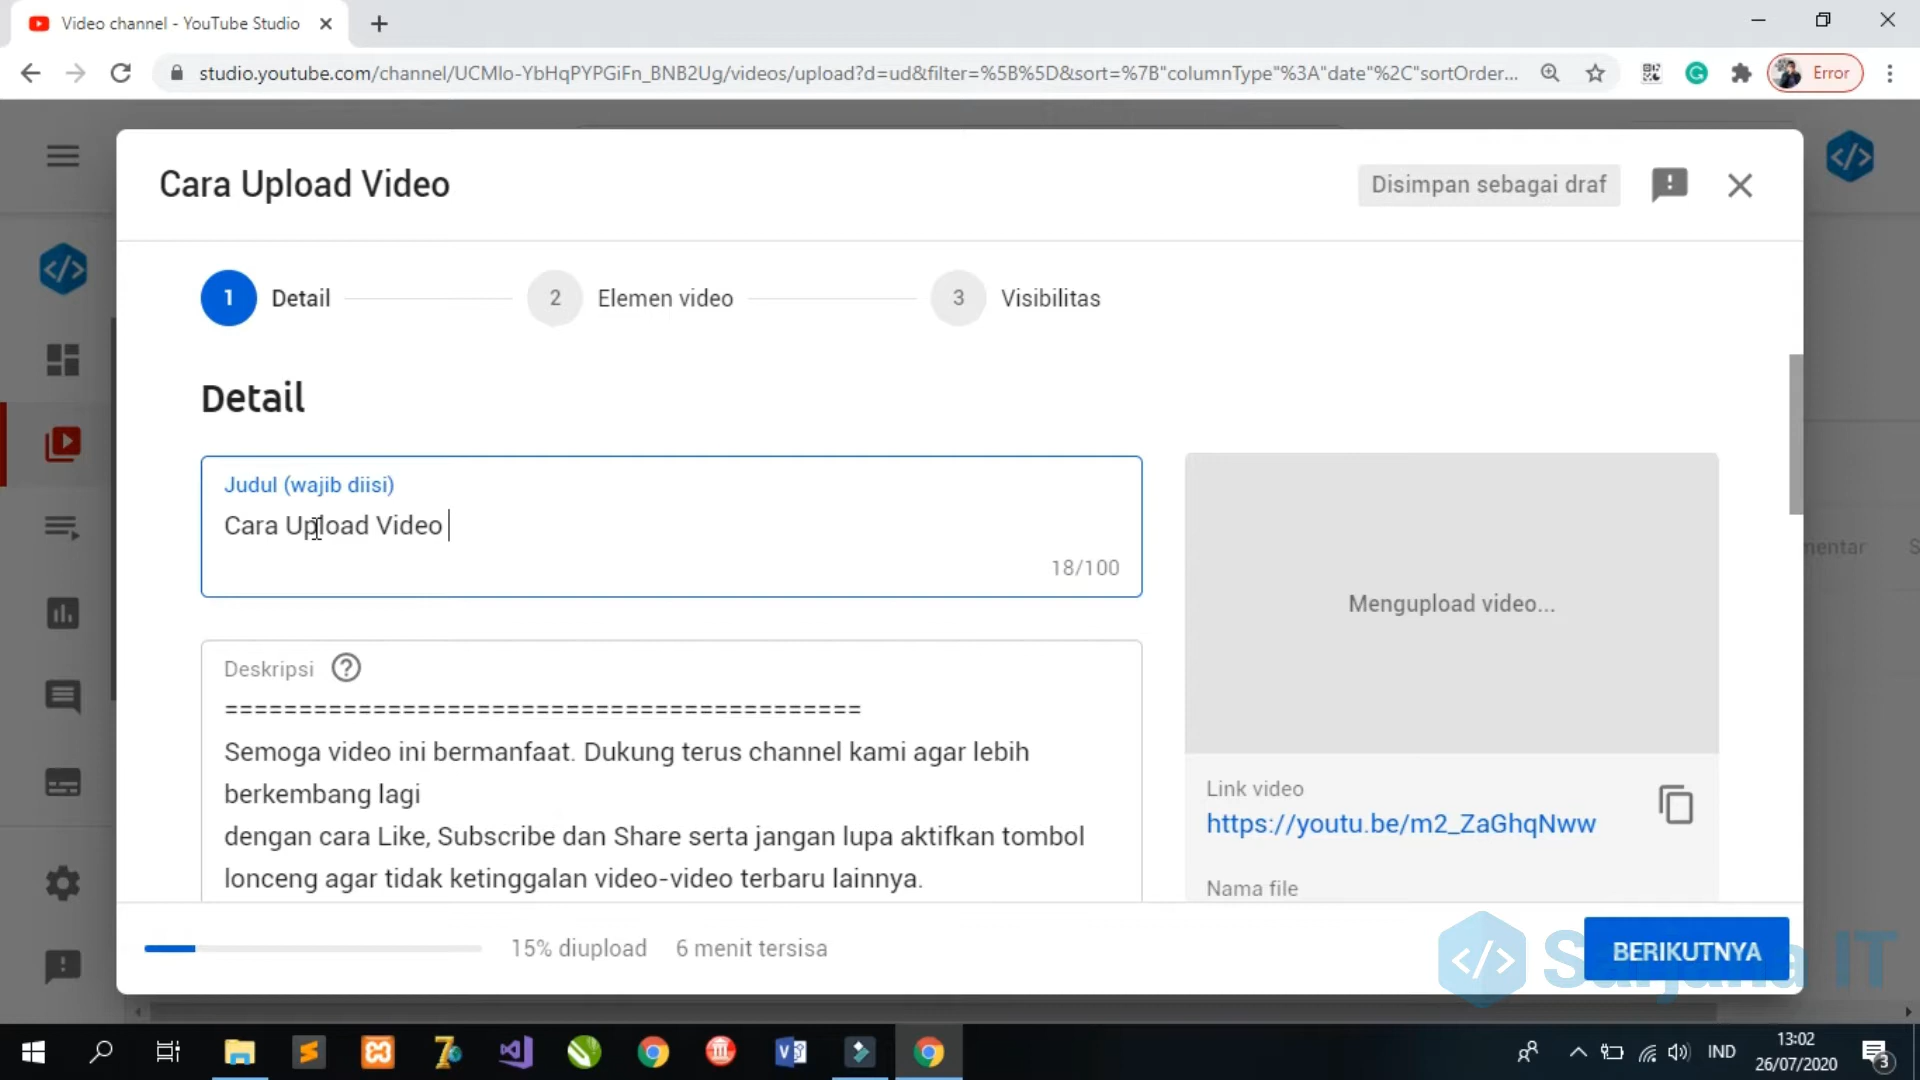 Video channel - YouTube Studio
studio.youtube.com/channel/UCMIo-YbHqPYPGiFn_BNB2Ug/videos/upload?d=ud&filter=%5B%5D&sort=%7B"columnType"%3A"date"%2C"sortOrder...
Error
Cara Upload Video
Disimpan sebagai draf
1 Detail
2 Elemen video
3 Visibilitas
Detail
Judul (wajib diisi)
Cara Upload Video
18/100
Mengupload video...
Deskripsi
===========================================
Semoga video ini bermanfaat. Dukung terus channel kami agar lebih
berkembang lagi
dengan cara Like, Subscribe dan Share serta jangan lupa aktifkan tombol
lonceng agar tidak ketinggalan video-video terbaru lainnya.
Link video
https://youtu.be/m2_ZaGhqNww
Nama file
15% diupload 6 menit tersisa
BERIKUTNYA
Sarjana IT
IND
13:02
26/07/2020
3